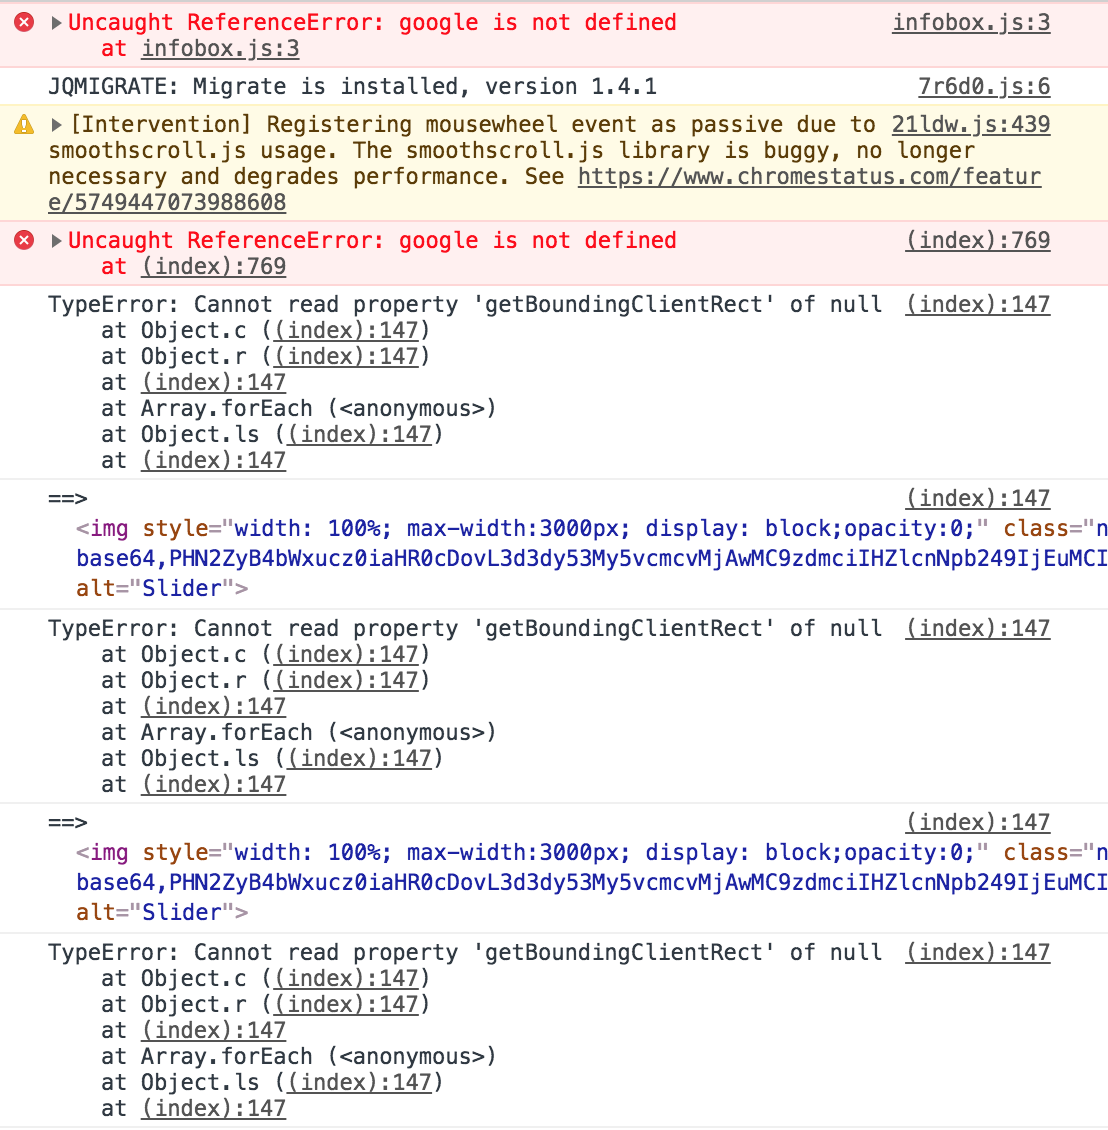 Uncaught ReferenceError: google is not defined infobox.js:3
at infobox.js:3
JQMIGRATE: Migrate is installed, version 1.4.1 7r6d0.js:6
[Intervention] Registering mousewheel event as passive due to 21ldw.js:439
smoothscroll.js usage. The smoothscroll.js library is buggy, no longer
necessary and degrades performance. See https://www.chromestatus.com/featur
e/5749447073988608
Uncaught ReferenceError: google is not defined (index):769
at (index):769
TypeError: Cannot read property 'getBoundingClientRect' of null (index):147
at Object.c ((index):147)
at Object.r ((index):147)
at (index):147
at Array.forEach (<anonymous>)
at Object.ls ((index):147)
at (index):147
==> (index):147
<img style="width: 100%; max-width:3000px; display: block;opacity:0;" class="n
base64,PHN2ZyB4bWxucz0iaHR0cDovL3d3dy53My5vcmcvMjAwMC9zdmciIHZlcnNpb249IjEuMCI
alt="Slider">
TypeError: Cannot read property 'getBoundingClientRect' of null (index):147
at Object.c ((index):147)
at Object.r ((index):147)
at (index):147
at Array.forEach (<anonymous>)
at Object.ls ((index):147)
at (index):147
==> (index):147
<img style="width: 100%; max-width:3000px; display: block;opacity:0;" class="n
base64,PHN2ZyB4bWxucz0iaHR0cDovL3d3dy53My5vcmcvMjAwMC9zdmciIHZlcnNpb249IjEuMCI
alt="Slider">
TypeError: Cannot read property 'getBoundingClientRect' of null (index):147
at Object.c ((index):147)
at Object.r ((index):147)
at (index):147
at Array.forEach (<anonymous>)
at Object.ls ((index):147)
at (index):147